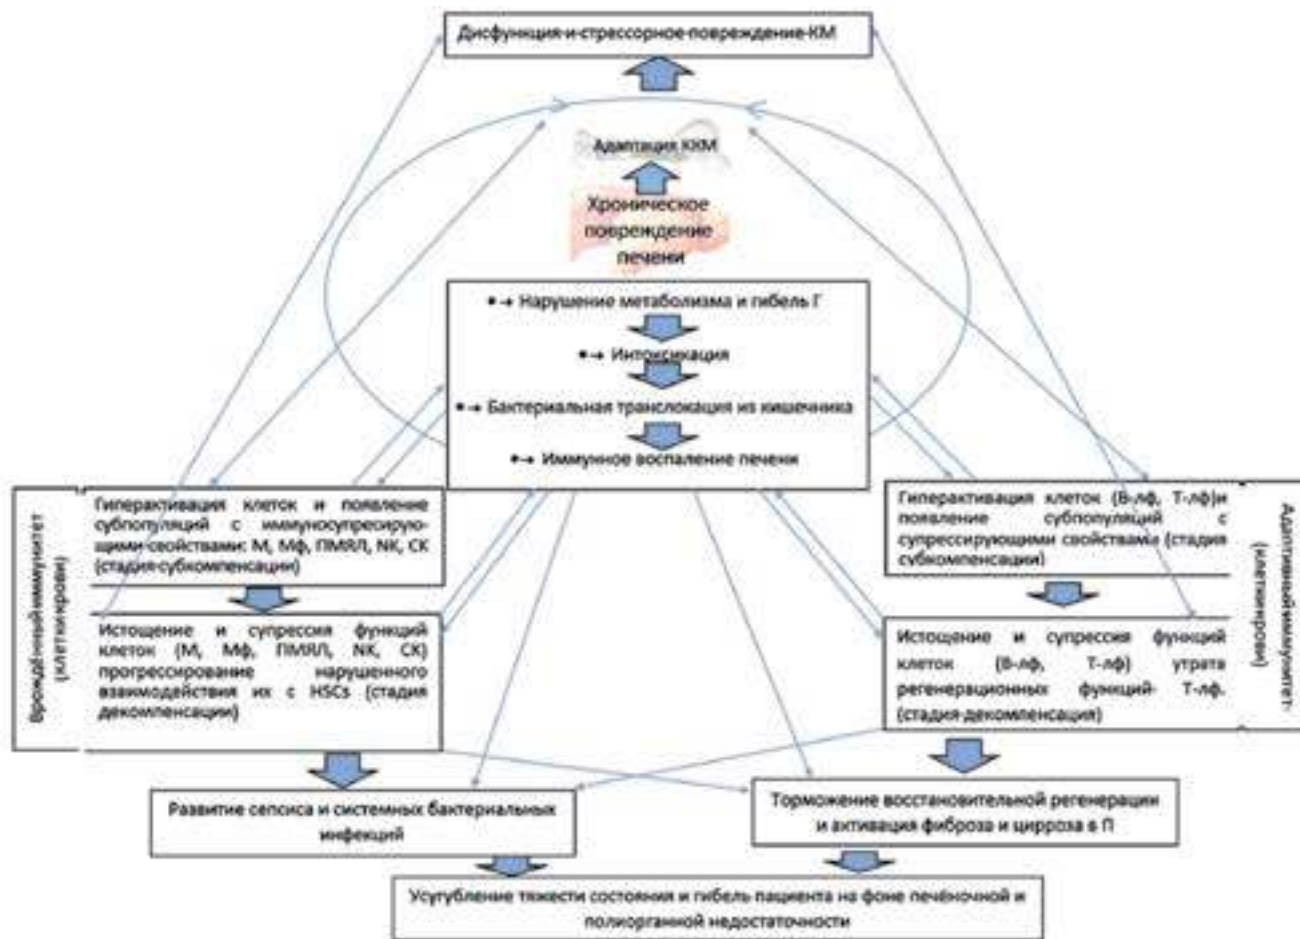 Дисфункция и стрессорное повреждение КМ
Адаптация ККМ
Хроническое
повреждение
печени
•→ Нарушение метаболизма и гибель Г
•→ Интоксикация
•→ Бактериальная транслокация из кишечника
•→ Иммунное воспаление печени
Врождённый иммунитет
(клетки крови)
Гиперактивация клеток и появление
субпопуляций с иммуносупресирую-
щими свойствами: М, Мф, ПМЯЛ, NK, СК
(стадия субкомпенсации)
Истощение и супрессия функций
клеток (М, Мф, ПМЯЛ, NK, СК)
прогрессирование нарушенного
взаимодействия их с HSCs (стадия
декомпенсации)
Гиперактивация клеток (В-лф, Т-лф)и
появление субпопуляций с
супрессирующими свойствами (стадия
субкомпенсации)
Истощение и супрессия функций
клеток (В-лф, Т-лф) утрата
регенерационных функций- Т-лф.
(стадия декомпенсация)
Адаптивный иммунитет-
(клетки крови)
Развитие сепсиса и системных бактериальных
инфекций
Торможение восстановительной регенерации
и активация фиброза и цирроза в П
Усугубление тяжести состояния и гибель пациента на фоне печёночной и
полиорганной недостаточности